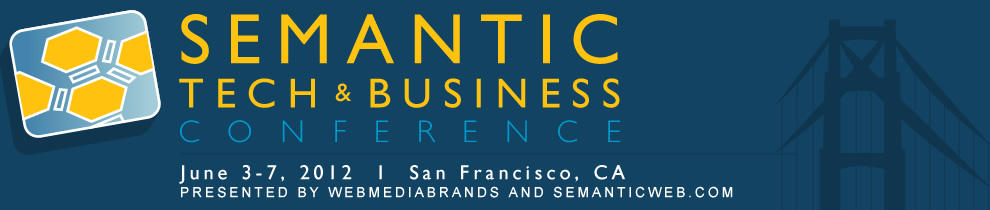 SEMANTIC
TECH & BUSINESS
CONFERENCE
June 3-7, 2012 | San Francisco, CA
PRESENTED BY WEBMEDIABRANDS AND SEMANTICWEB.COM